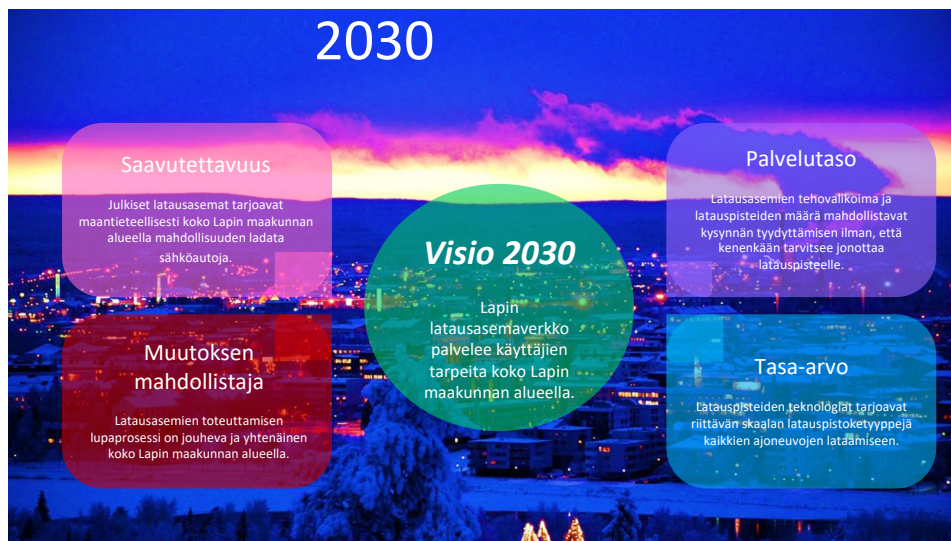 2030
Saavutettavuus
Julkiset latausasemat tarjoavat
maantieteellisesti koko Lapin maakunnan
alueella mahdollisuuden ladata
sähköautoja.
Muutoksen
mahdollistaja
Latausasemien toteuttamisen
lupaprosessi on jouheva ja yhtenäinen
koko Lapin maakunnan alueella.
Visio 2030
Lapin
latausasemaverkko
palvelee käyttäjien
tarpeita koko Lapin
maakunnan alueella.
Palvelutaso
Latausasemien tehovalikoima ja
latauspisteiden määrä mahdollistavat
kysynnän tyydyttämisen ilman, että
kenenkään tarvitsee jonottaa
latauspisteelle.
Tasa-arvo
Latauspisteiden teknologiat tarjoavat
riittävän skaalan latauspistoketyyppejä
kaikkien ajoneuvojen lataamiseen.